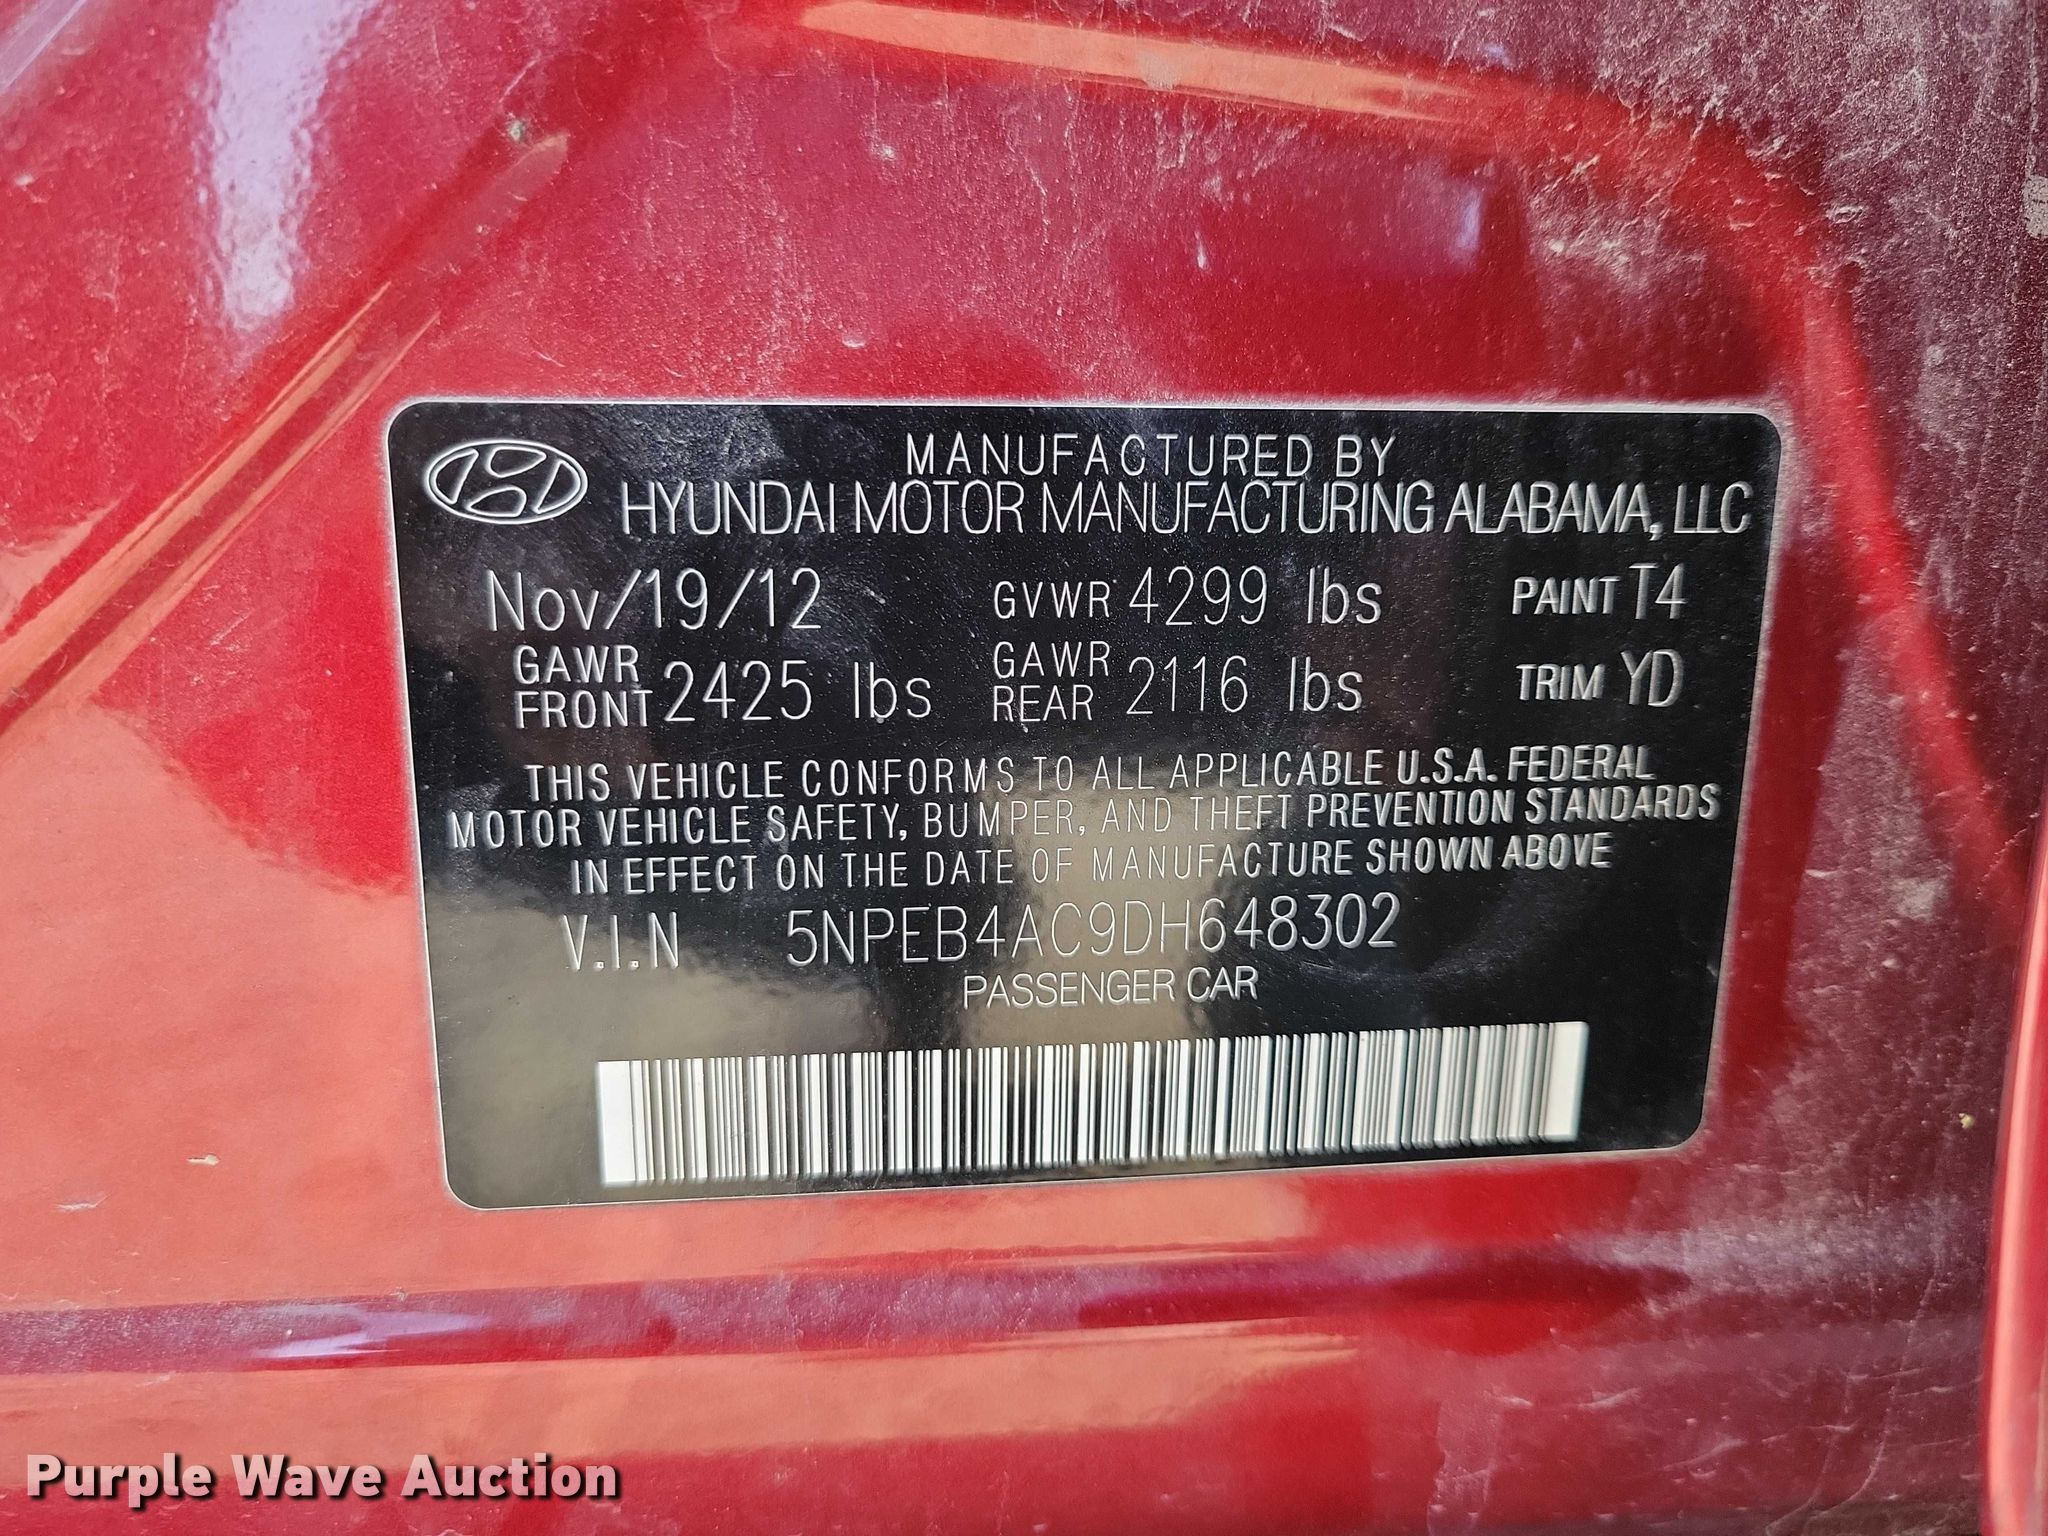 MANUFACTURED BY
HYUNDAI MOTOR MANUFACTURING ALABAMA, LLC
Nov/19/12 GVWR 4299 lbs PAINT T4
GAWR FRONT 2425 lbs GAWR REAR 2116 lbs TRIM YD
THIS VEHICLE CONFORMS TO ALL APPLICABLE U.S.A. FEDERAL
MOTOR VEHICLE SAFETY, BUMPER, AND THEFT PREVENTION STANDARDS
IN EFFECT ON THE DATE OF MANUFACTURE SHOWN ABOVE
V.I.N 5NPEB4AC9DH648302
PASSENGER CAR
Purple Wave Auction